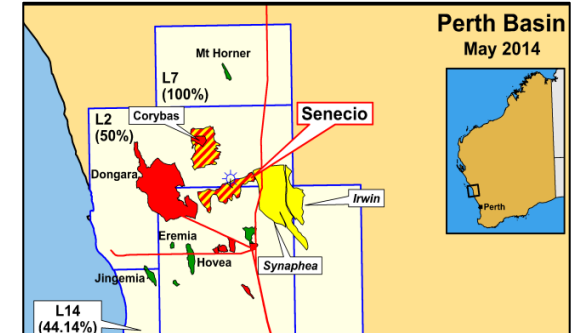 Perth Basin
May 2014
Mt Horner
L7
(100%)
L2
(50%)
Corybas
Senecio
Dongara
Irwin
Eremia
Hovea
Synaphea
Jingemia
L14
(44.14%)
Perth